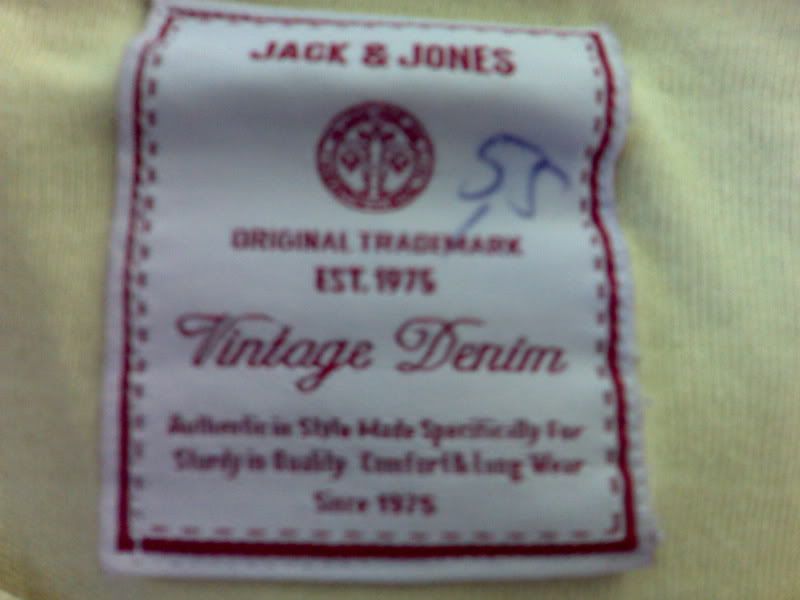 JACK & JONES
ORIGINAL TRADEMARK
EST. 1975
Vintage Denim
Authentic in Style Made Specifically For
Sturdy in Quality Comfort & Long Wear
Since 1975